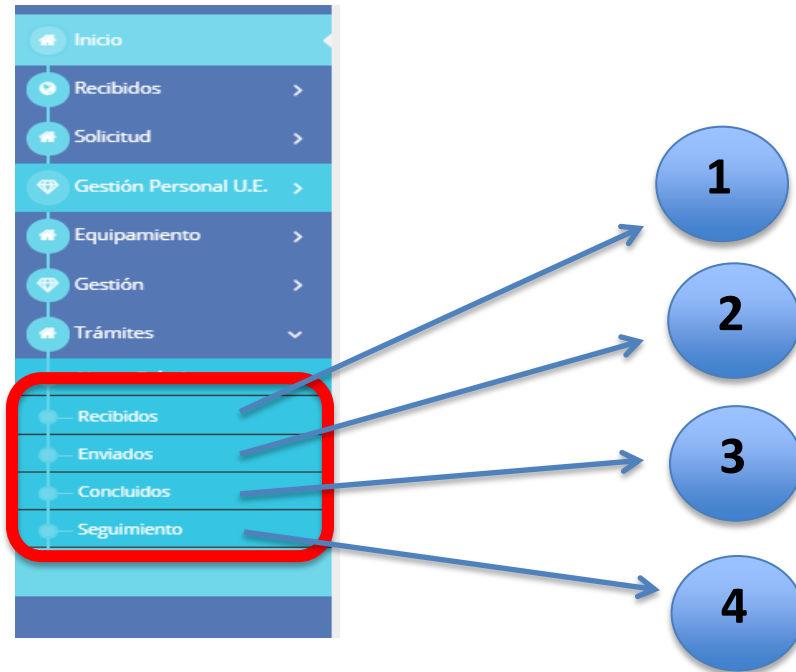 Inicio
Recibidos
Solicitud
Gestión Personal U.E.
Equipamiento
Gestión
Trámites
Recibidos
Enviados
Concluidos
Seguimiento
1
2
3
4